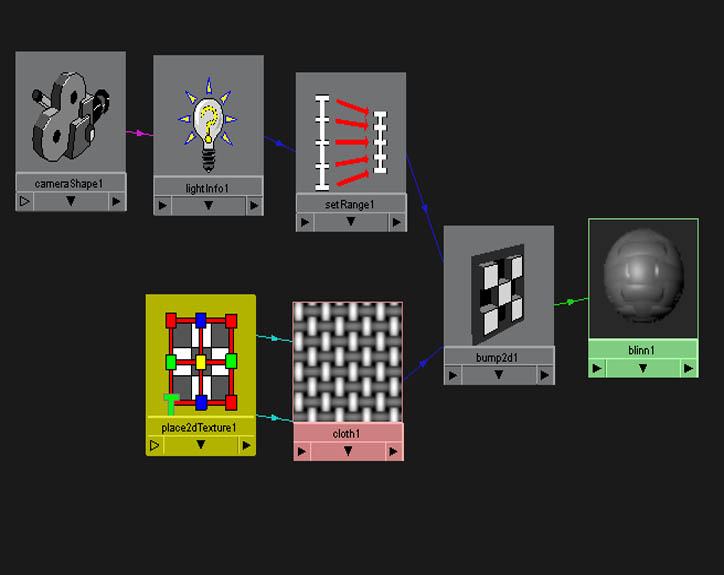 cameraShape1
lightInfo1
setRange1
bump2d1
blinn1
place2dTexture1
cloth1